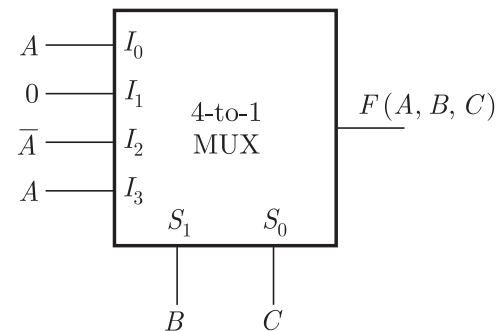 A I₀
0 I₁
A̅ I₂
A I₃
4-to-1
MUX
F(A, B, C)
S₁ S₀
B C